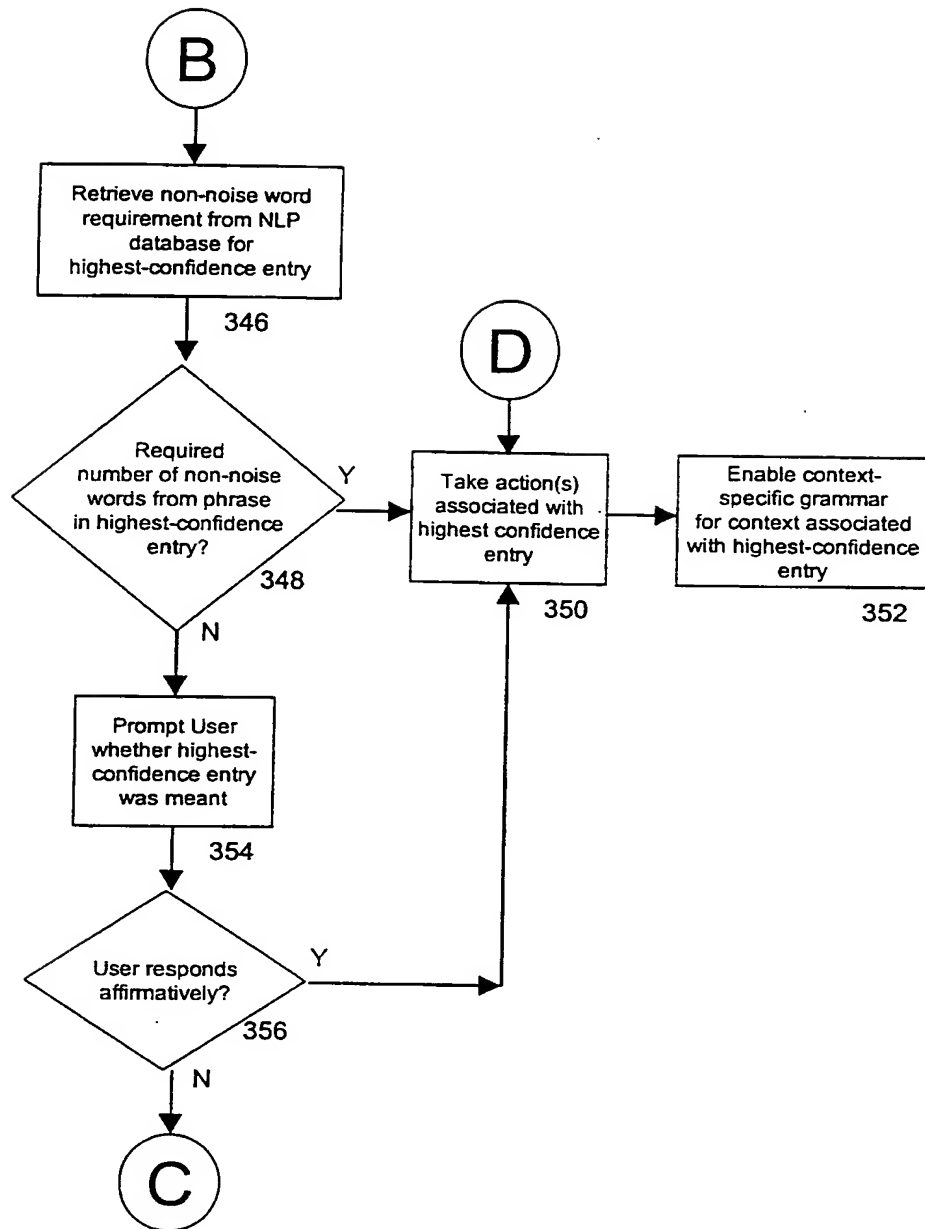 B
Retrieve non-noise word
requirement from NLP
database for
highest-confidence entry
346
D
Required
number of non-noise
words from phrase
in highest-confidence
entry?
348
Y
N
Take action(s)
associated with
highest confidence
entry
350
Enable context-
specific grammar
for context associated
with highest-confidence
entry
352
Prompt User
whether highest-
confidence entry
was meant
354
User responds
affirmatively?
356
Y
N
C